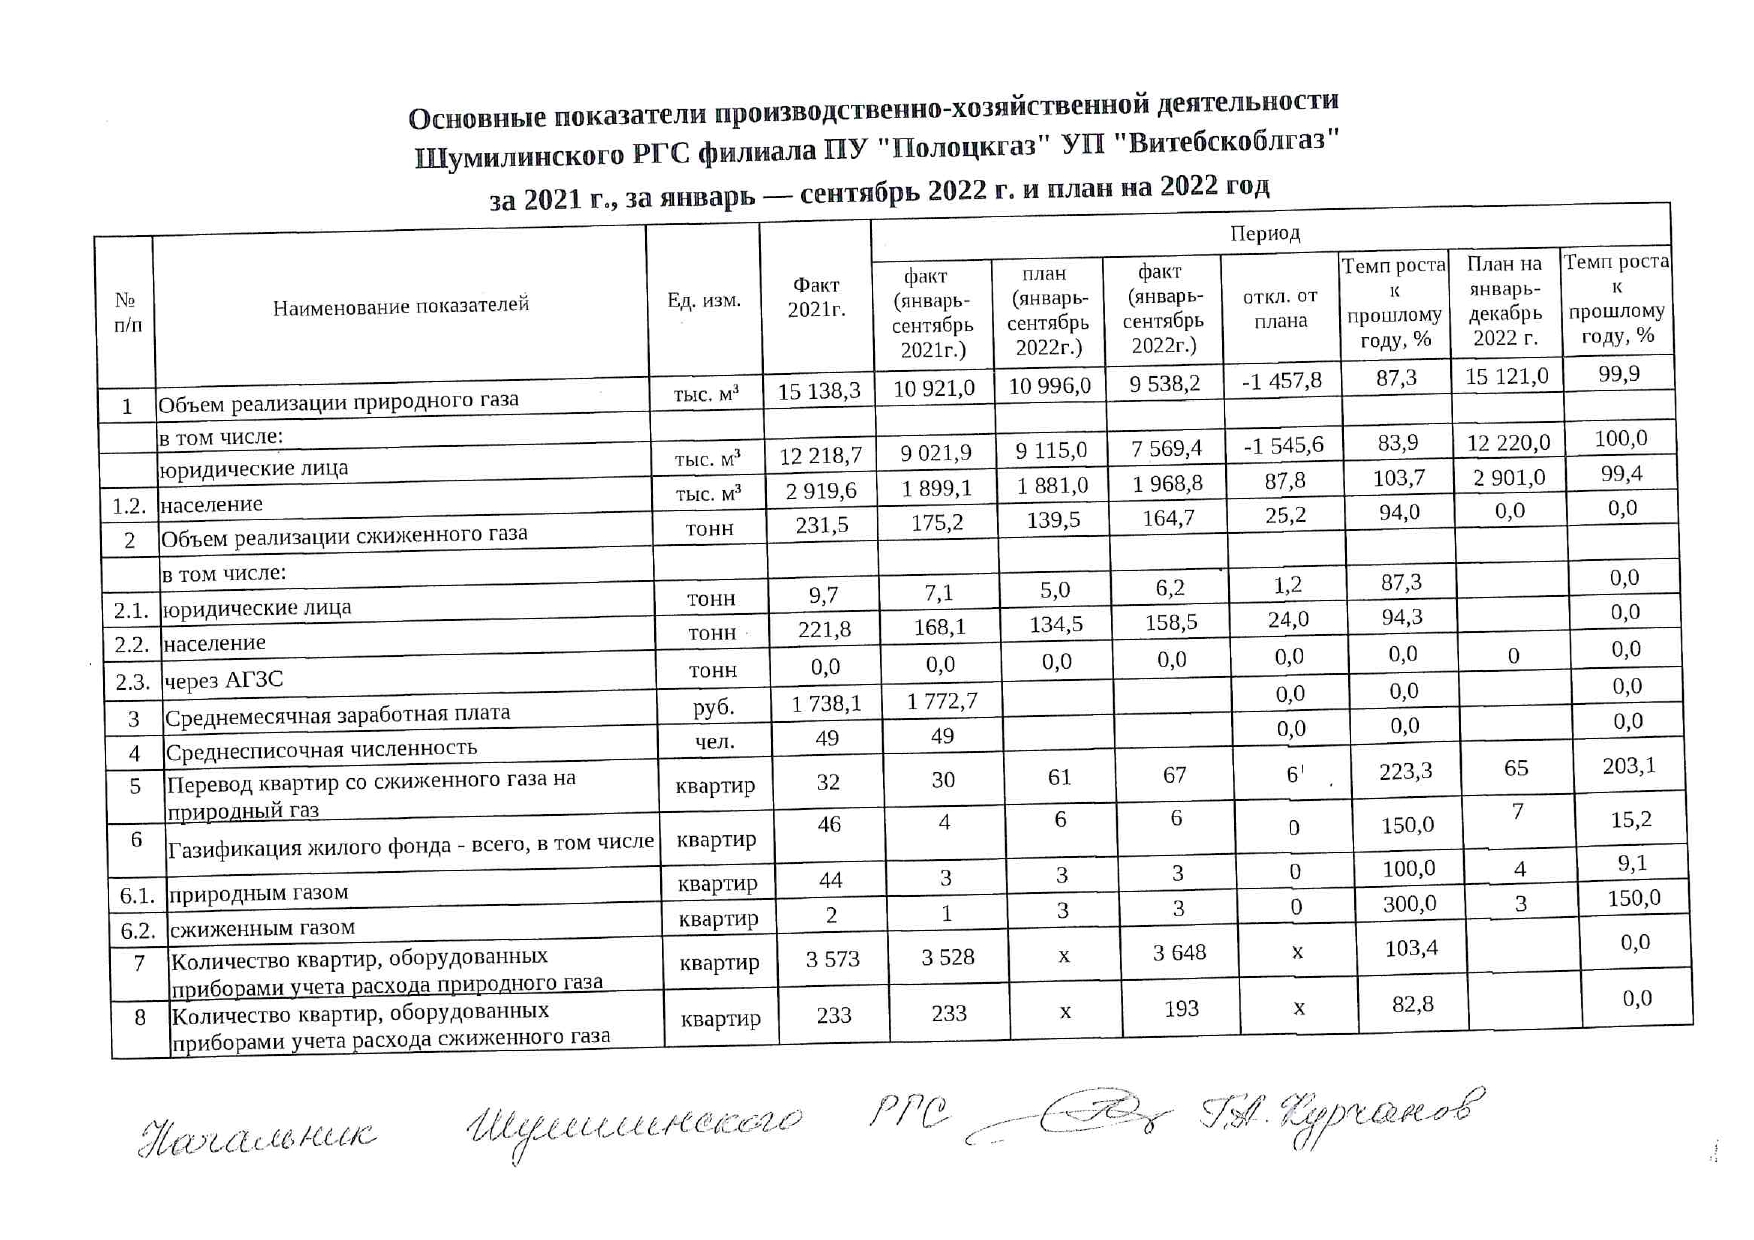 Основные показатели производственно-хозяйственной деятельности
Шумилинского РГС филиала ПУ "Полоцкгаз" УП "Витебскоблгаз"
за 2021 г., за январь — сентябрь 2022 г. и план на 2022 год
№ п/п Наименование показателей Ед. изм. Факт 2021г. Период
факт (январь-сентябрь 2021г.) план (январь-сентябрь 2022г.) факт (январь-сентябрь 2022г.) откл. от плана Темп роста к прошлому году, % План на январь-декабрь 2022 г. Темп роста к прошлому году, %
1 Объем реализации природного газа тыс. м³ 15 138,3 10 921,0 10 996,0 9 538,2 -1 457,8 87,3 15 121,0 99,9
в том числе:
юридические лица тыс. м³ 12 218,7 9 021,9 9 115,0 7 569,4 -1 545,6 83,9 12 220,0 100,0
1.2. население тыс. м³ 2 919,6 1 899,1 1 881,0 1 968,8 87,8 103,7 2 901,0 99,4
2 Объем реализации сжиженного газа тонн 231,5 175,2 139,5 164,7 25,2 94,0 0,0 0,0
в том числе:
2.1. юридические лица тонн 9,7 7,1 5,0 6,2 1,2 87,3 0,0
2.2. население тонн 221,8 168,1 134,5 158,5 24,0 94,3 0,0
2.3. через АГЗС тонн 0,0 0,0 0,0 0,0 0,0 0,0 0 0,0
3 Среднемесячная заработная плата руб. 1 738,1 1 772,7 0,0 0,0 0,0
4 Среднесписочная численность чел. 49 49 0,0 0,0 0,0
5 Перевод квартир со сжиженного газа на природный газ квартир 32 30 61 67 6 223,3 65 203,1
6 Газификация жилого фонда - всего, в том числе квартир 46 4 6 6 0 150,0 7 15,2
6.1. природным газом квартир 44 3 3 3 0 100,0 4 9,1
6.2. сжиженным газом квартир 2 1 3 3 0 300,0 3 150,0
7 Количество квартир, оборудованных приборами учета расхода природного газа квартир 3 573 3 528 х 3 648 х 103,4 0,0
8 Количество квартир, оборудованных приборами учета расхода сжиженного газа квартир 233 233 х 193 х 82,8 0,0
Начальник Шумилинского РГС Г.А. Курчанов